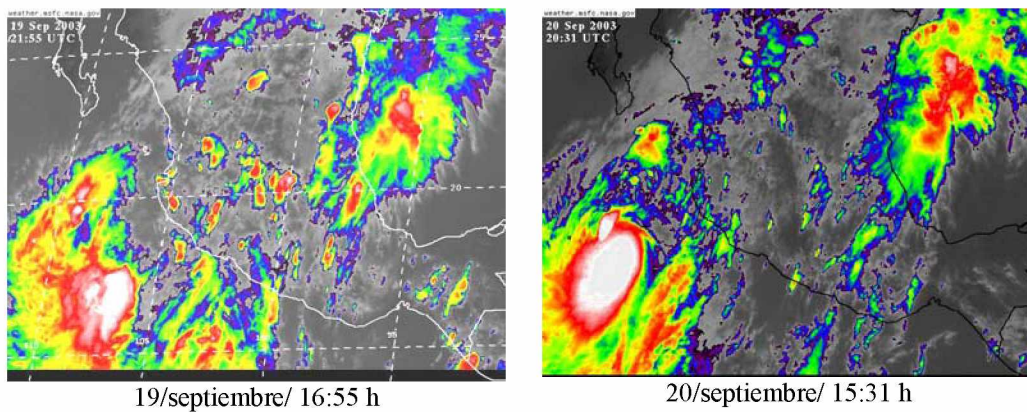 weather.msfc.nasa.gov
19 Sep 2003
21:55 UTC
25
20
110
105
95
19/septiembre/ 16:55 h
weather.msfc.nasa.gov
20 Sep 2003
20:31 UTC
20/septiembre/ 15:31 h